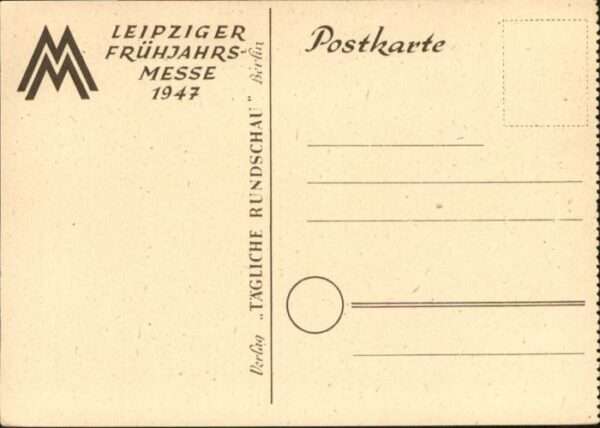 LEIPZIGER
FRÜHJAHRS-
MESSE
1947
Verlag „TÄGLICHE RUNDSCHAU" Berlin
Postkarte